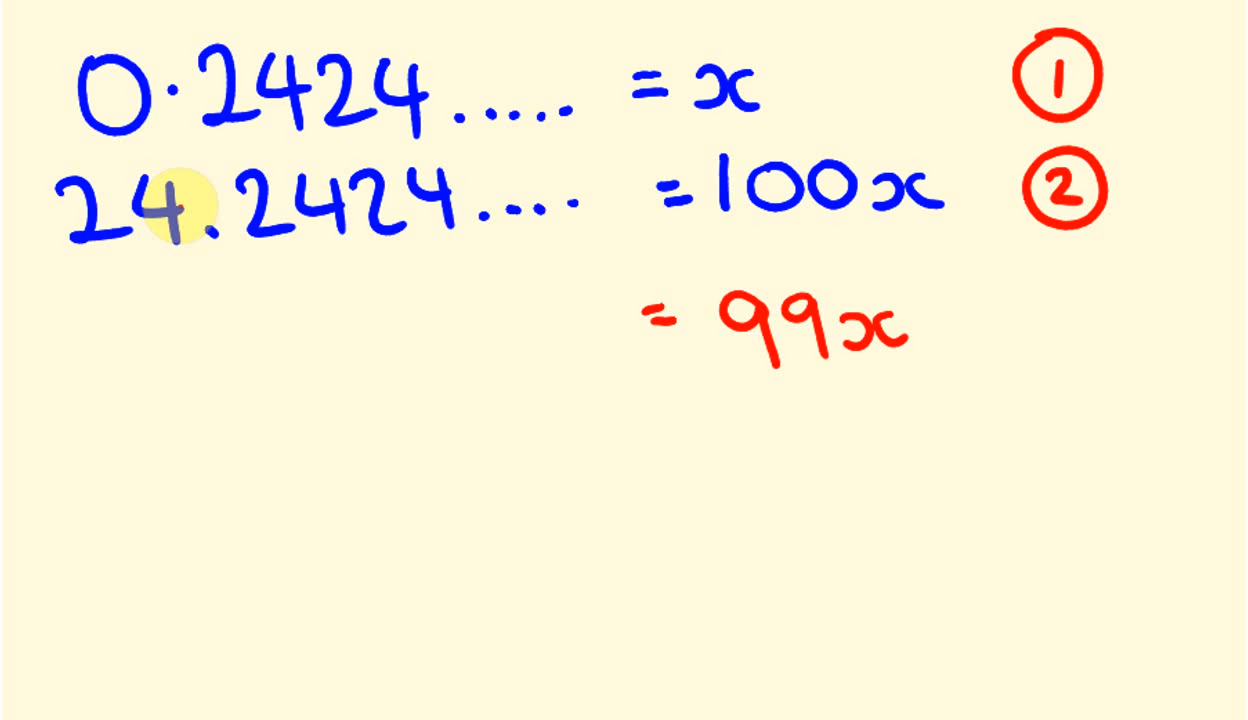 0.2424..... = x ①
24.2424.... = 100x ②
= 99x